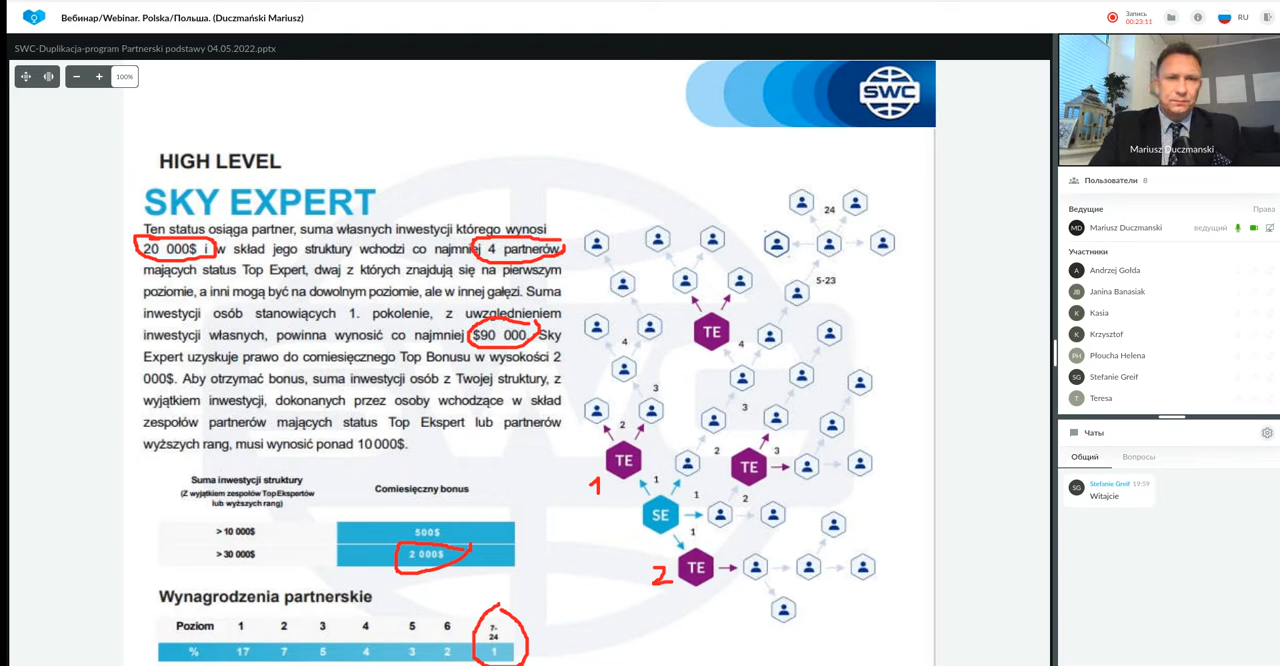 Вебинар/Webinar. Polska/Польша. (Duczmański Mariusz)
Запись
00:23:11
RU
SWC-Duplikacja-program Partnerski podstawy 04.05.2022.pptx
100%
SWC
HIGH LEVEL
SKY EXPERT
Ten status osiąga partner, suma własnych inwestycji którego wynosi
20 000$ i w skład jego struktury wchodzi co najmniej 4 partnerów,
mających status Top Expert, dwaj z których znajdują się na pierwszym
poziomie, a inni mogą być na dowolnym poziomie, ale w innej gałęzi. Suma
inwestycji osób stanowiących 1. pokolenie, z uwzględnieniem
inwestycji własnych, powinna wynosić co najmniej $90 000. Sky
Expert uzyskuje prawo do comiesięcznego Top Bonusu w wysokości 2
000$. Aby otrzymać bonus, suma inwestycji osób z Twojej struktury, z
wyjątkiem inwestycji, dokonanych przez osoby wchodzące w skład
zespołów partnerów mających status Top Ekspert lub partnerów
wyższych rang, musi wynosić ponad 10 000$.
Suma inwestycji struktury
(Z wyjątkiem zespołów Top Ekspertów
lub wyższych rang)
Comiesięczny bonus
> 10 000$ 500$
> 30 000$ 2 000$
Wynagrodzenia partnerskie
Poziom 1 2 3 4 5 6 7-
24
% 17 7 5 4 3 2 1
24
5-23
TE
4
4
3
3
2
TE
2
TE
3
1
1
1
SE
1
2
2
TE
Mariusz Duczmanski
Пользователи 8
Ведущие Права
MD Mariusz Duczmanski ведущий
Участники
A Andrzej Gołda
JB Janina Banasiak
K Kasia
K Krzysztof
PH Płoucha Helena
SG Stefanie Greif
T Teresa
Чаты
Общий Вопросы
SG Stefanie Greif 19:59
Witajcie